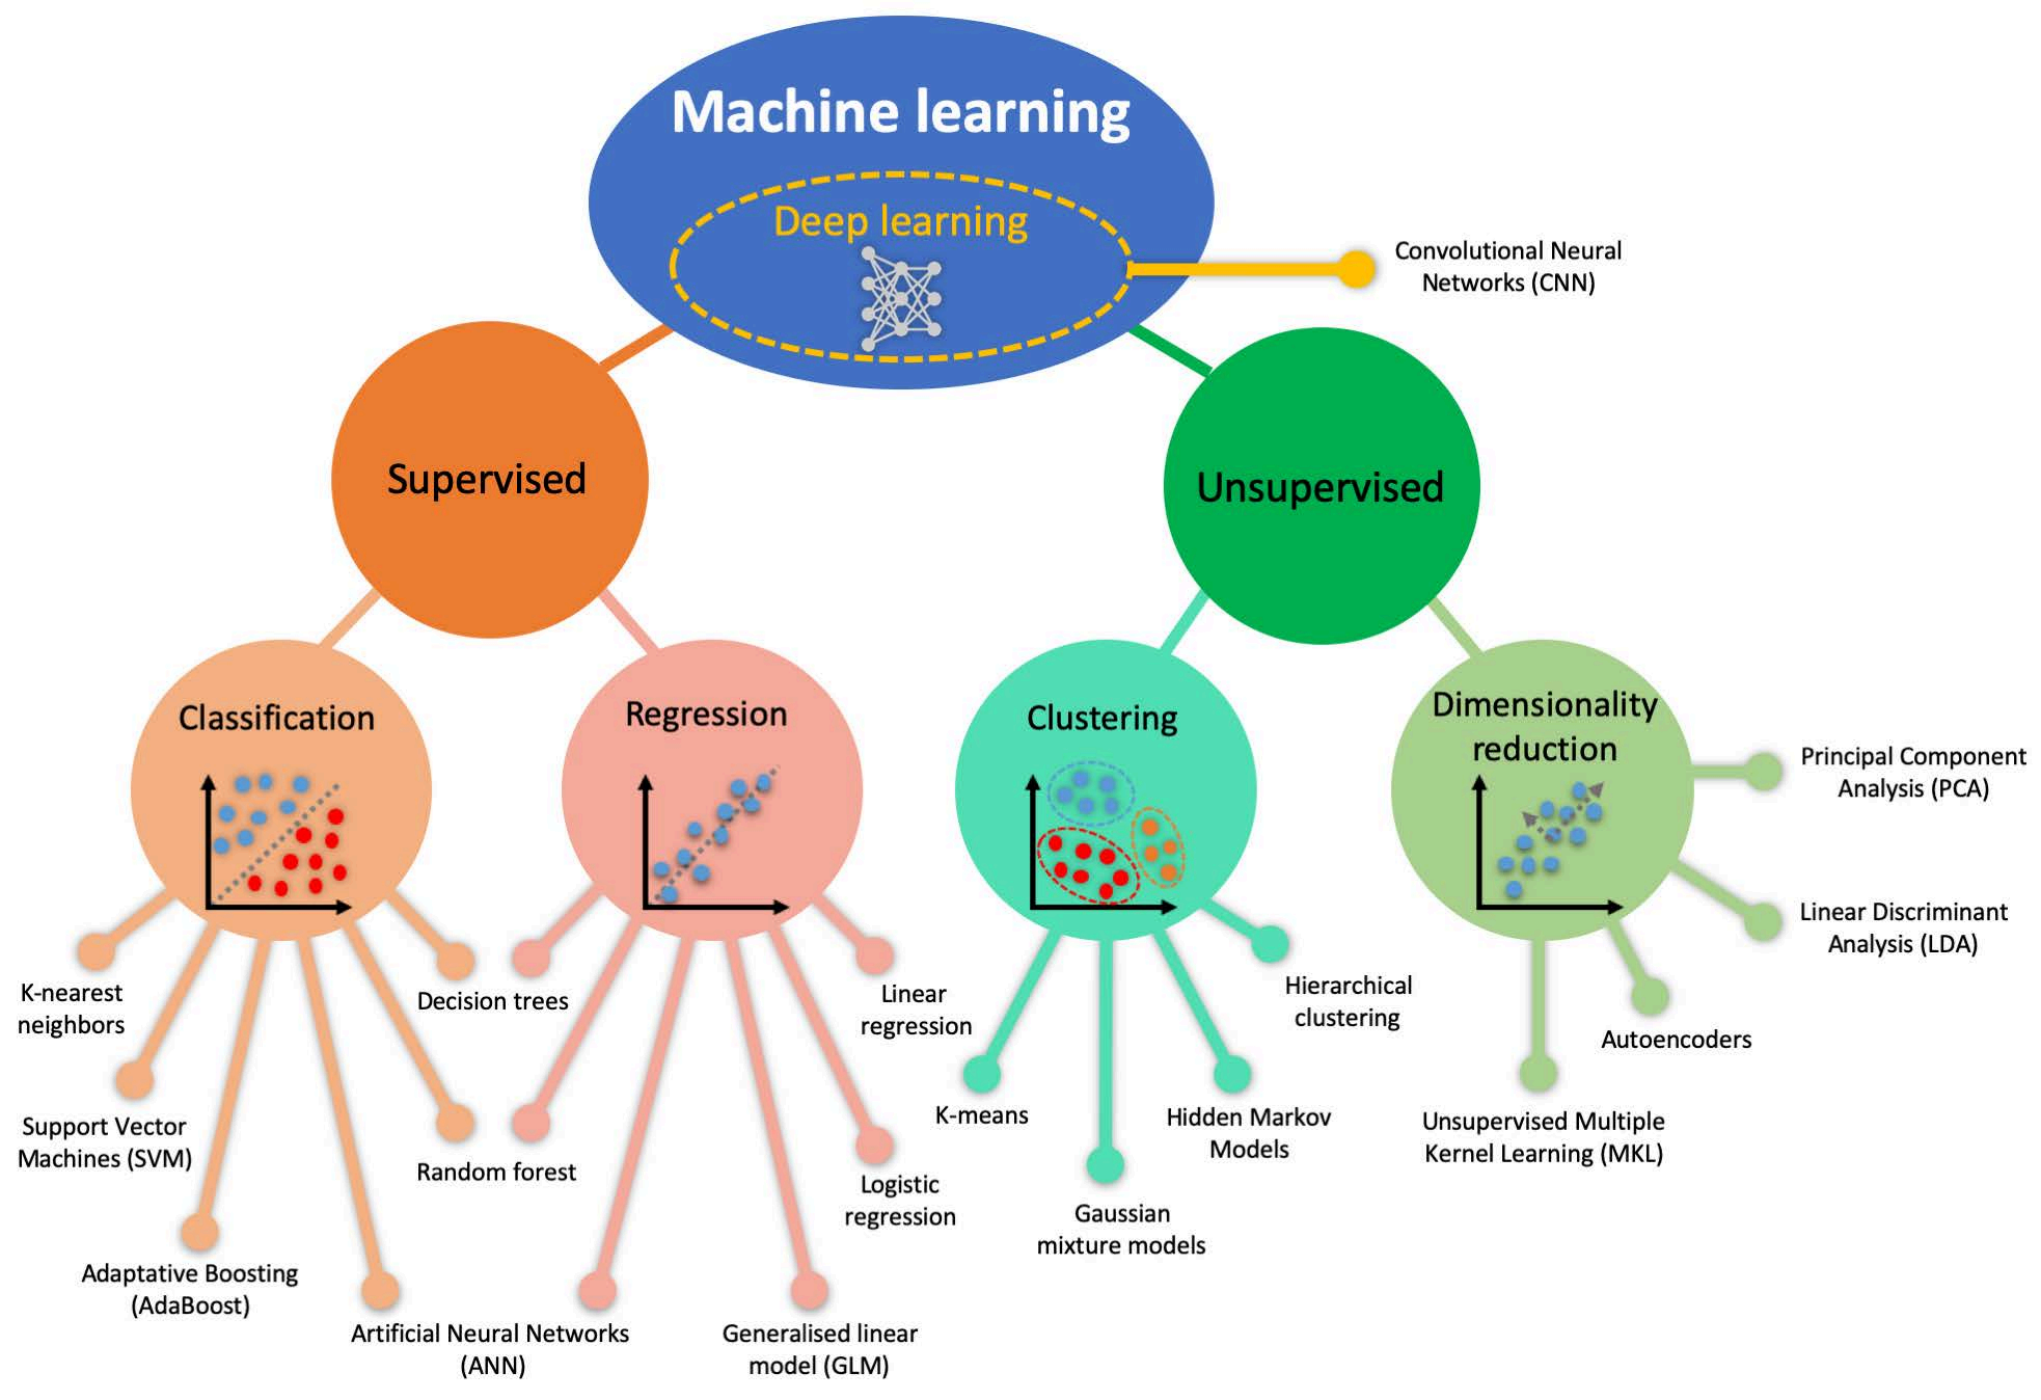 Machine learning
Deep learning
Convolutional Neural
Networks (CNN)
Supervised
Unsupervised
Classification
Regression
Clustering
Dimensionality
reduction
Principal Component
Analysis (PCA)
Linear Discriminant
Analysis (LDA)
Autoencoders
Unsupervised Multiple
Kernel Learning (MKL)
K-nearest
neighbors
Support Vector
Machines (SVM)
Adaptative Boosting
(AdaBoost)
Artificial Neural Networks
(ANN)
Decision trees
Random forest
Generalised linear
model (GLM)
Linear
regression
Logistic
regression
K-means
Gaussian
mixture models
Hidden Markov
Models
Hierarchical
clustering